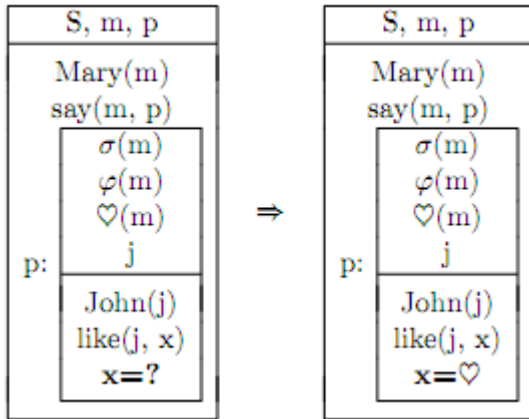 S, m, p
Mary(m)
say(m, p)
σ(m)
φ(m)
♡(m)
j
p:
John(j)
like(j, x)
x=?
⇒
S, m, p
Mary(m)
say(m, p)
σ(m)
φ(m)
♡(m)
j
p:
John(j)
like(j, x)
x=♡